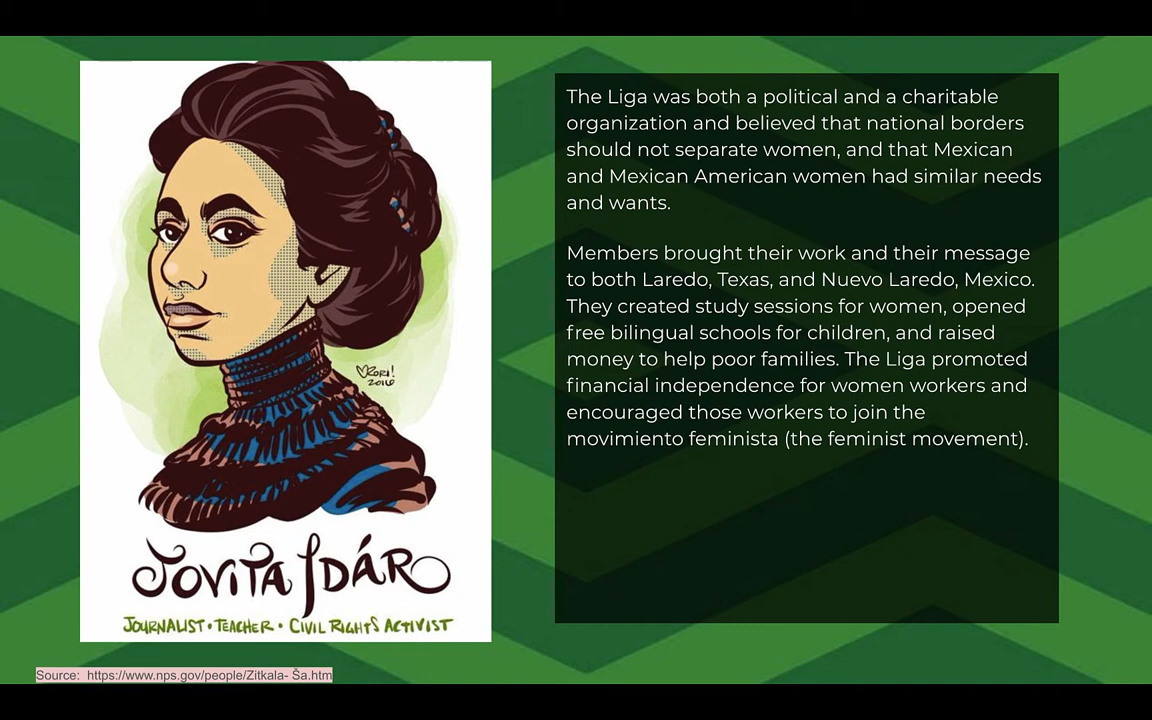 The Liga was both a political and a charitable
organization and believed that national borders
should not separate women, and that Mexican
and Mexican American women had similar needs
and wants.
Members brought their work and their message
to both Laredo, Texas, and Nuevo Laredo, Mexico.
They created study sessions for women, opened
free bilingual schools for children, and raised
money to help poor families. The Liga promoted
financial independence for women workers and
encouraged those workers to join the
movimiento feminista (the feminist movement).
RORI!
2016
JOVITA IDÁR
JOURNALIST • TEACHER • CIVIL RIGHTS ACTIVIST
Source: https://www.nps.gov/people/Zitkala- Ša.htm